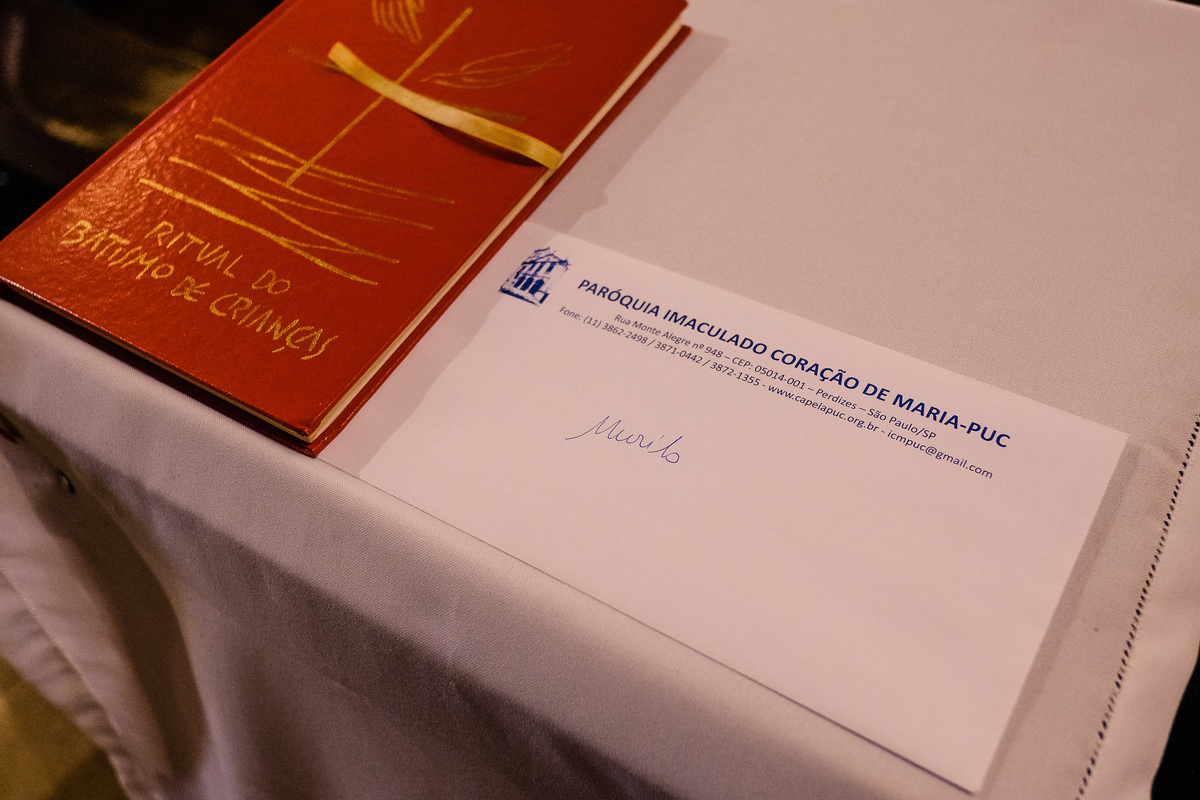 RITUAL DO
BATISMO DE CRIANÇAS
PARÓQUIA IMACULADO CORAÇÃO DE MARIA-PUC
Rua Monte Alegre nº 948 – CEP: 05014-001 – Perdizes – São Paulo/SP
Fone: (11) 3862-2498 / 3871-0442 / 3872-1355 - www.capelapuc.org.br - icmpuc@gmail.com
Murilo